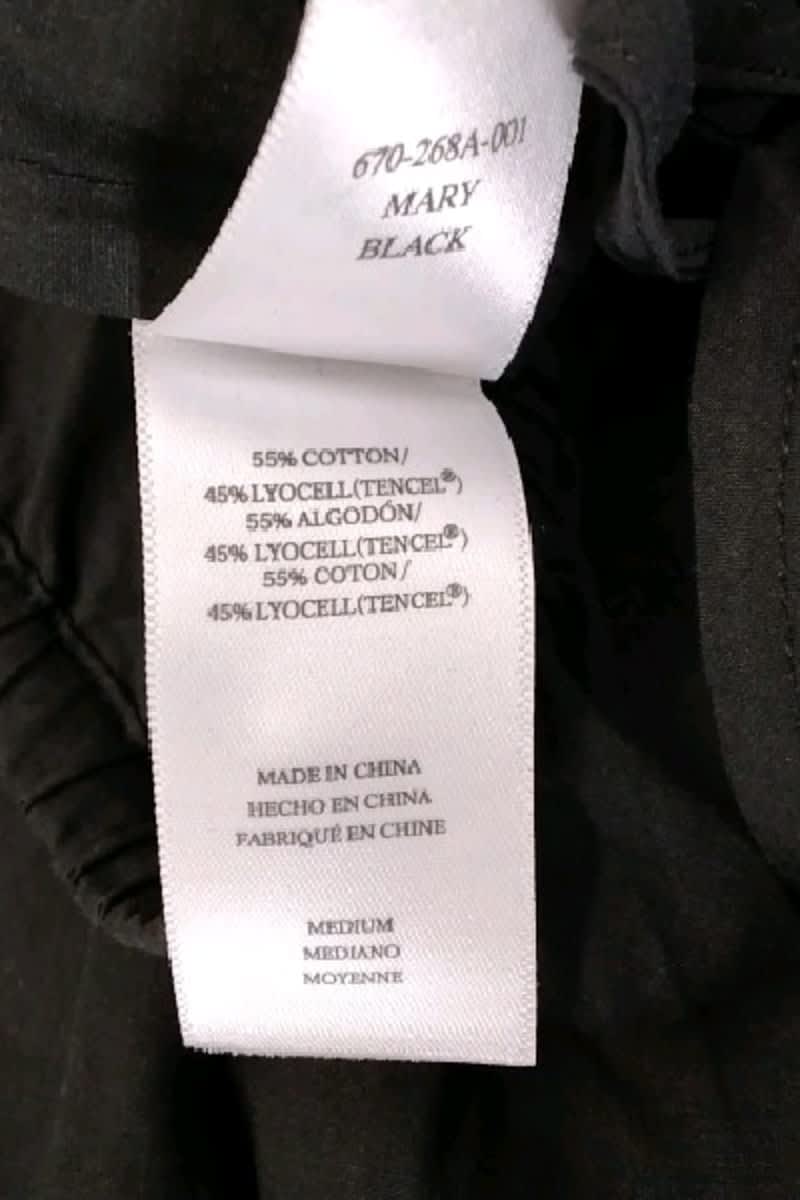 670-268A-001
MARY
BLACK
55% COTTON/
45% LYOCELL(TENCEL®)
55% ALGODÓN/
45% LYOCELL(TENCEL®)
55% COTON/
45% LYOCELL(TENCEL®)
MADE IN CHINA
HECHO EN CHINA
FABRIQUÉ EN CHINE
MEDIUM
MEDIANO
MOYENNE